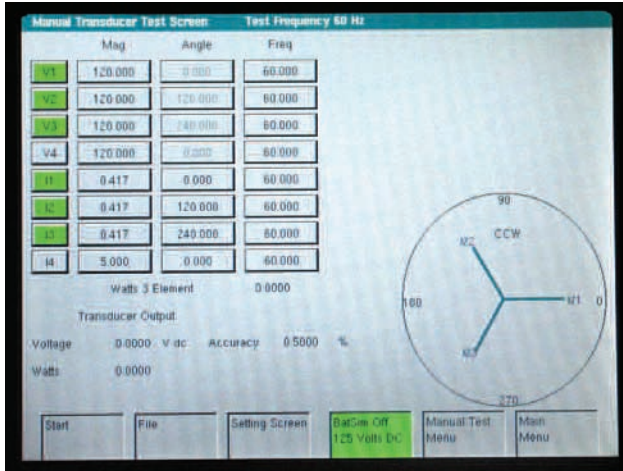 Manual Transducer Test Screen Test Frequency 60 Hz
Mag Angle Freq
V1 120.000 0.000 60.000
V2 120.000 120.000 60.000
V3 120.000 240.000 60.000
V4 120.000 0.000 60.000
I1 0.417 0.000 60.000
I2 0.417 120.000 60.000
I3 0.417 240.000 60.000
I4 5.000 0.000 60.000
Watts 3 Element 0.0000
Transducer Output
Voltage 0.0000 V dc Accuracy 0.5000 %
Watts 0.0000
90
CCW
180
0
270
Start
File
Setting Screen
BatSim Off
125 Volts DC
Manual Test
Menu
Main
Menu